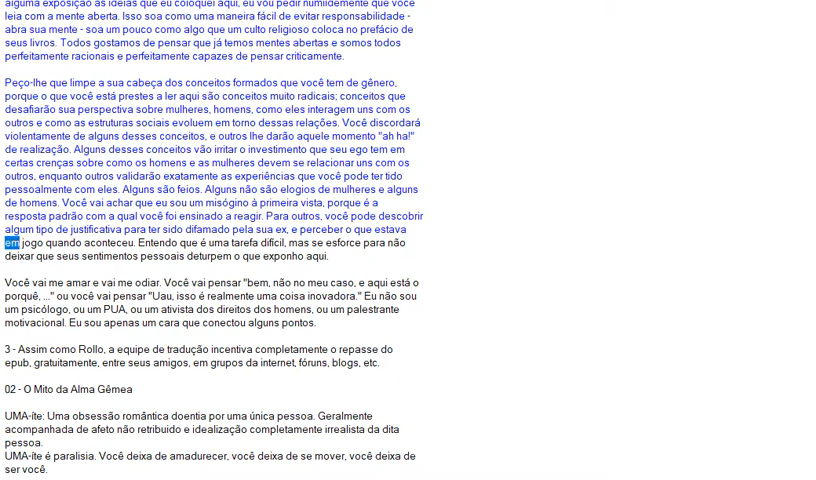 alguma exposição às ideias que eu coloquei aqui, eu vou pedir humildemente que você
leia com a mente aberta. Isso soa como uma maneira fácil de evitar responsabilidade -
abra sua mente - soa um pouco como algo que um culto religioso coloca no prefácio de
seus livros. Todos gostamos de pensar que já temos mentes abertas e somos todos
perfeitamente racionais e perfeitamente capazes de pensar criticamente.

Peço-lhe que limpe a sua cabeça dos conceitos formados que você tem de gênero,
porque o que você está prestes a ler aqui são conceitos muito radicais; conceitos que
desafiarão sua perspectiva sobre mulheres, homens, como eles interagem uns com os
outros e como as estruturas sociais evoluem em torno dessas relações. Você discordará
violentamente de alguns desses conceitos, e outros lhe darão aquele momento "ah ha!"
de realização. Alguns desses conceitos vão irritar o investimento que seu ego tem em
certas crenças sobre como os homens e as mulheres devem se relacionar uns com os
outros, enquanto outros validarão exatamente as experiências que você pode ter tido
pessoalmente com eles. Alguns são feios. Alguns não são elogios de mulheres e alguns
de homens. Você vai achar que eu sou um misógino à primeira vista, porque é a
resposta padrão com a qual você foi ensinado a reagir. Para outros, você pode descobrir
algum tipo de justificativa para ter sido difamado pela sua ex, e perceber o que estava
em jogo quando aconteceu. Entendo que é uma tarefa difícil, mas se esforce para não
deixar que seus sentimentos pessoais deturpem o que exponho aqui.

Você vai me amar e vai me odiar. Você vai pensar "bem, não no meu caso, e aqui está o
porquê, ..." ou você vai pensar "Uau, isso é realmente uma coisa inovadora." Eu não sou
um psicólogo, ou um PUA, ou um ativista dos direitos dos homens, ou um palestrante
motivacional. Eu sou apenas um cara que conectou alguns pontos.

3 - Assim como Rollo, a equipe de tradução incentiva completamente o repasse do
epub, gratuitamente, entre seus amigos, em grupos da internet, fóruns, blogs, etc.

02 - O Mito da Alma Gêmea

UMA-íte: Uma obsessão romântica doentia por uma única pessoa. Geralmente
acompanhada de afeto não retribuido e idealização completamente irrealista da dita
pessoa.
UMA-íte é paralisia. Você deixa de amadurecer, você deixa de se mover, você deixa de
ser você.